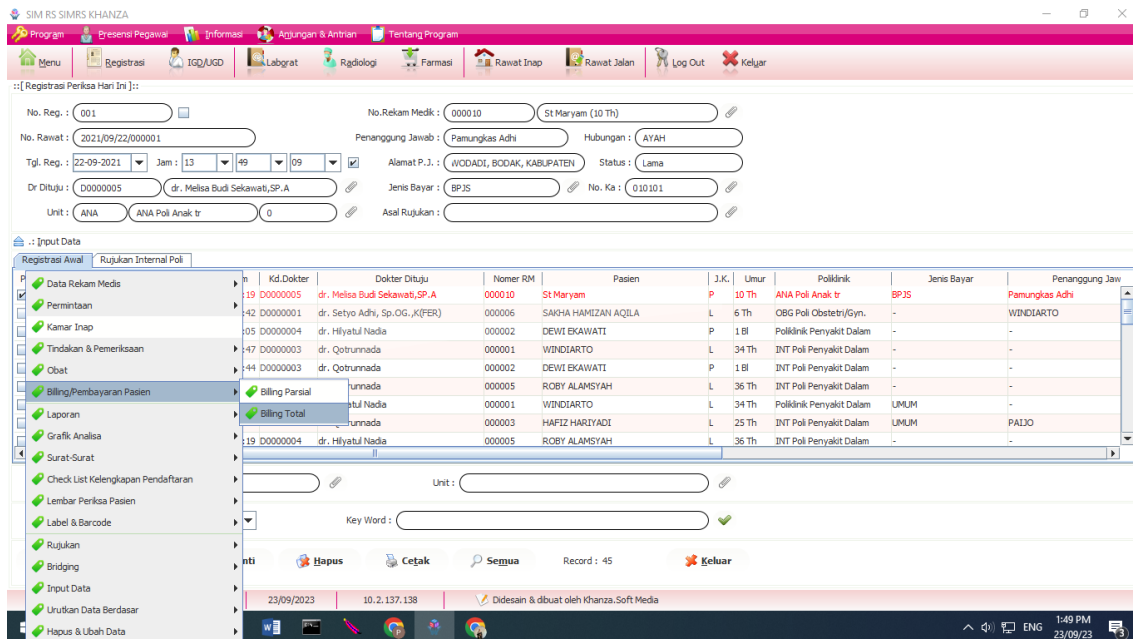 SIM RS SIMRS KHANZA
Program Presensi Pegawai Informasi Anjungan & Antrian Tentang Program
Menu Registrasi IGD/UGD Labgrat Radiologi Farmasi Rawat Inap Rawat Jalan Log Out Keluar
::[ Registrasi Periksa Hari Ini ]::
No. Reg. : 001 No.Rekam Medik : 000010 St Maryam (10 Th)
No. Rawat : 2021/09/22/000001 Penanggung Jawab : Pamungkas Adhi Hubungan : AYAH
Tgl. Reg. : 22-09-2021 Jam : 13 49 09 Alamat P.J. : WODADI, BODAK, KABUPATEN Status : Lama
Dr Dituju : D0000005 dr. Melisa Budi Sekawati,SP.A Jenis Bayar : BPJS No. Ka : 010101
Unit : ANA ANA Poli Anak tr 0 Asal Rujukan :
.: Input Data
Registrasi Awal Rujukan Internal Poli
P m Kd.Dokter Dokter Dituju Nomer RM Pasien J.K. Umur Poliklinik Jenis Bayar Penanggung Jaw
:19 D0000005 dr. Melisa Budi Sekawati,SP.A 000010 St Maryam P 10 Th ANA Poli Anak tr BPJS Pamungkas Adhi
:42 D0000001 dr. Setyo Adhi, Sp.OG.,K(FER) 000006 SAKHA HAMIZAN AQILA L 6 Th OBG Poli Obstetri/Gyn. - WINDIARTO
:05 D0000004 dr. Hilyatul Nadia 000002 DEWI EKAWATI P 1 Bl Poliklinik Penyakit Dalam - -
:47 D0000003 dr. Qotrunnada 000001 WINDIARTO L 34 Th INT Poli Penyakit Dalam - -
:44 D0000003 dr. Qotrunnada 000002 DEWI EKAWATI P 1 Bl INT Poli Penyakit Dalam - -
runnada 000005 ROBY ALAMSYAH L 36 Th INT Poli Penyakit Dalam - -
atul Nadia 000001 WINDIARTO L 34 Th Poliklinik Penyakit Dalam UMUM -
runnada 000003 HAFIZ HARIYADI L 25 Th INT Poli Penyakit Dalam UMUM PAIJO
:19 D0000004 dr. Hilyatul Nadia 000005 ROBY ALAMSYAH L 36 Th INT Poli Penyakit Dalam - -
Data Rekam Medis
Permintaan
Kamar Inap
Tindakan & Pemeriksaan
Obat
Billing/Pembayaran Pasien
Billing Parsial
Billing Total
Laporan
Grafik Analisa
Surat-Surat
Check List Kelengkapan Pendaftaran
Lembar Periksa Pasien
Label & Barcode
Rujukan
Bridging
Input Data
Urutkan Data Berdasar
Hapus & Ubah Data
Unit :
Key Word :
nti Hapus Cetak Semua Record : 45 Keluar
23/09/2023 10.2.137.138 Didesain & dibuat oleh Khanza.Soft Media
ENG 1:49 PM
23/09/23 3